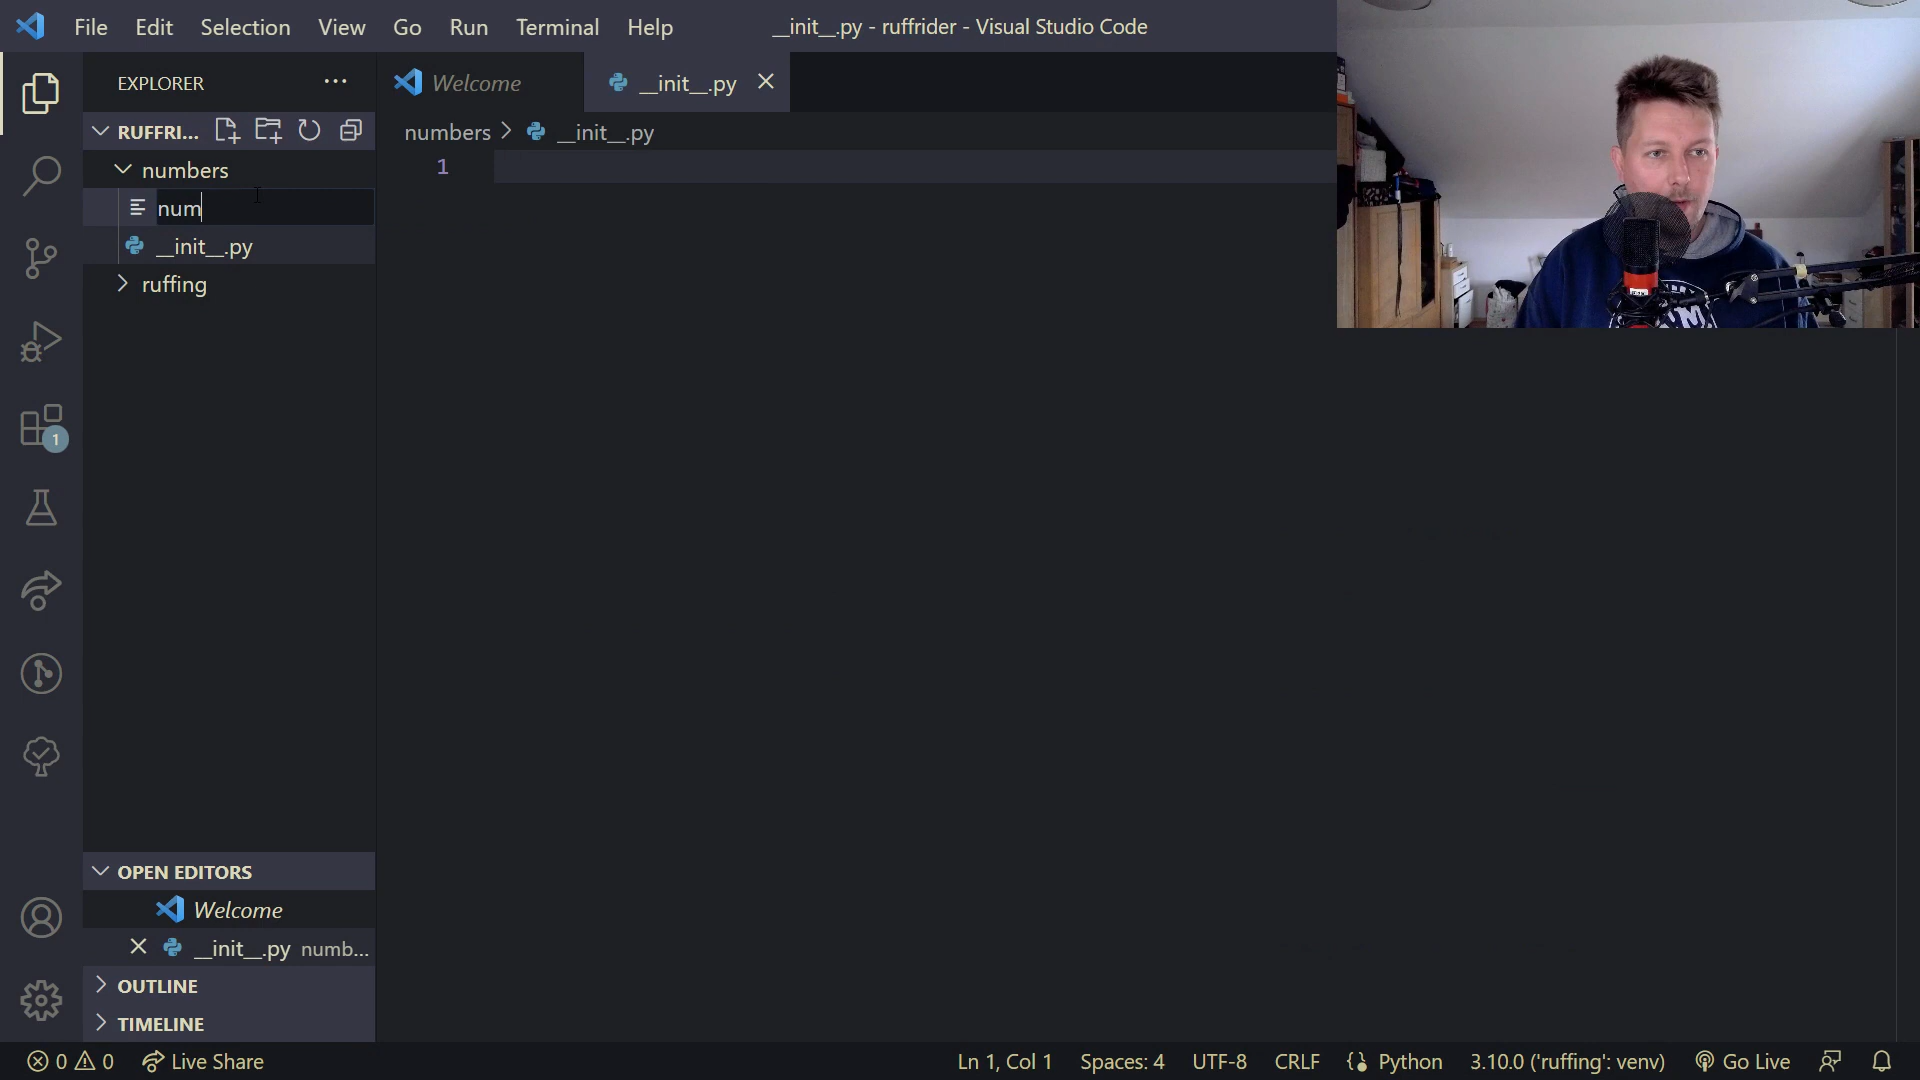 File Edit Selection View Go Run Terminal Help __init__.py - ruffrider - Visual Studio Code
EXPLORER
Welcome
__init__.py
RUFFRI...
numbers
__init__.py
1
numbers
num
__init__.py
ruffing
1
OPEN EDITORS
Welcome
__init__.py numb...
OUTLINE
TIMELINE
0 0 Live Share Ln 1, Col 1 Spaces: 4 UTF-8 CRLF Python 3.10.0 ('ruffing': venv) Go Live